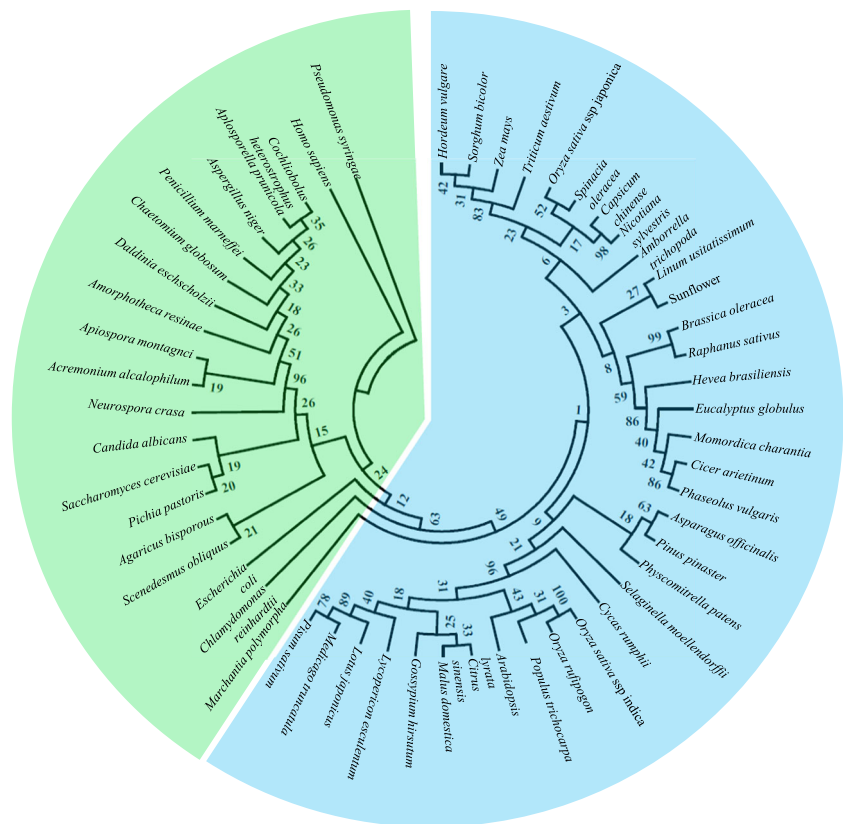 Hordeum vulgare
Sorghum bicolor
Zea mays
Triticum aestivum
Oryza sativa ssp japonica
Spinacia
oleracea
Capsicum
chinense
Nicotiana
sylvestris
Amborrella
trichopoda
Linum usitatissimum
Sunflower
Brassica oleracea
Raphanus sativus
Hevea brasiliensis
Eucalyptus globulus
Momordica charantia
Cicer arietinum
Phaseolus vulgaris
Asparagus officinalis
Pinus pinaster
Physcomitrella patens
Selaginella moellendorffii
Cycas rumphii
Oryza sativa ssp indica
Oryza rufipogon
Populus trichocarpa
Arabidopsis
lyrata
Citrus
sinensis
Malus domestica
Gossypium hirsutum
Lycopericon esculentum
Lotus japonicus
Medicago truncatula
Pisum sativum
Marchantia polymorpha
Chlamydomonas
reinhardtii
Escherichia
coli
Scenedesmus obliquus
Agaricus bisporous
Pichia pastoris
Saccharomyces cerevisiae
Candida albicans
Neurospora crasa
Acremonium alcalophilum
Apiospora montagnci
Amorphotheca resinae
Daldinia eschscholzii
Chaetomium globosum
Penicillium marneffei
Aspergillus niger
Aplosporella prunicola
Cochliobolus
heterostrophus
Homo sapiens
Pseudomonas syringae
42
31
83
23
52
17
98
6
3
27
99
8
59
86
40
42
86
1
63
18
9
21
96
49
63
12
24
31
43
31
100
18
25
33
40
89
78
35
26
23
33
18
26
51
96
19
26
15
19
20
21